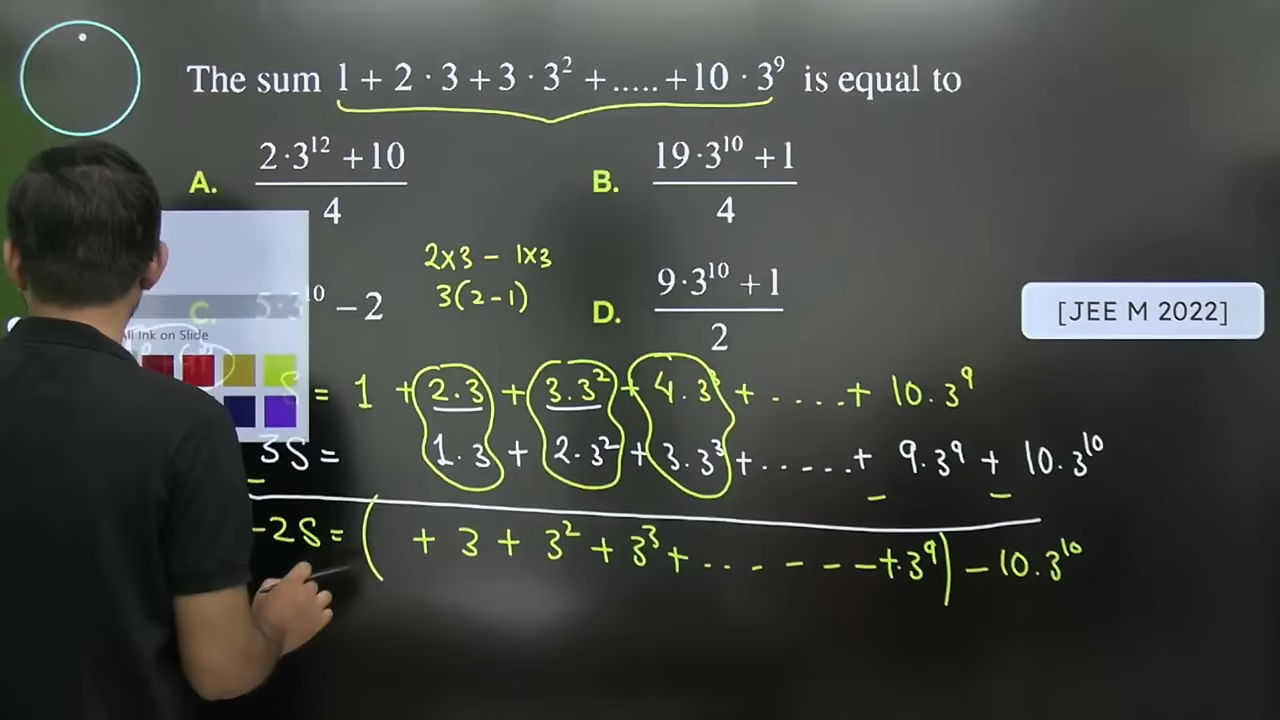 The sum 1 + 2 · 3 + 3 · 3² + ..... + 10 · 3⁹ is equal to
A. (2·3¹² + 10)/4
B. (19·3¹⁰ + 1)/4
2×3 - 1×3
3(2-1)
C. 5·3¹⁰ - 2
D. (9·3¹⁰ + 1)/2
[JEE M 2022]
Ink on Slide
S = 1 + 2.3 + 3.3² + 4.3³ + ..... + 10.3⁹
3S = 1.3 + 2.3² + 3.3³ + ...... + 9.3⁹ + 10.3¹⁰
-2S = ( + 3 + 3² + 3³ + ....... + 3⁹) - 10.3¹⁰